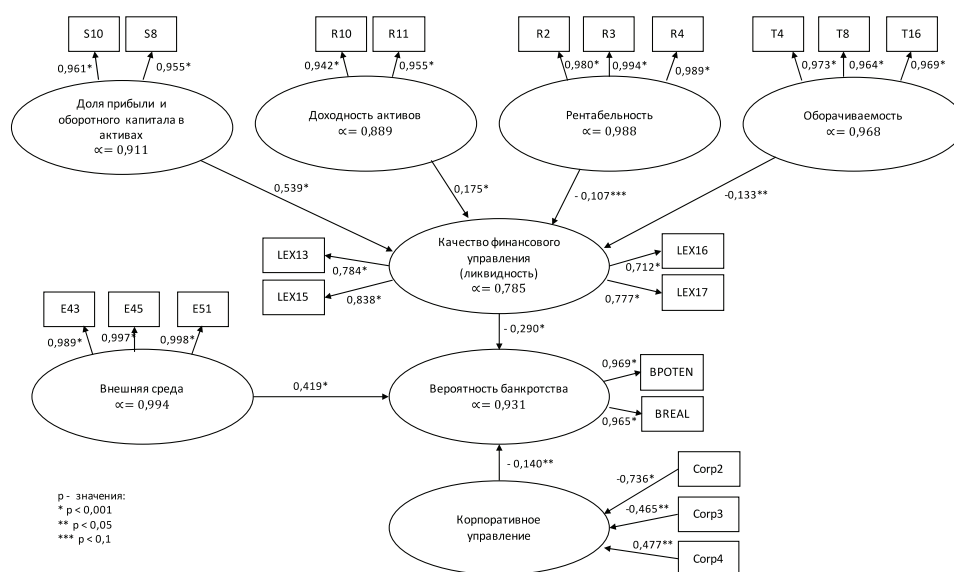 S10 S8 R10 R11 R2 R3 R4 T4 T8 T16
0,961* 0,955* 0,942* 0,955* 0,980* 0,994* 0,989* 0,973* 0,964* 0,969*
Доля прибыли и
оборотного капитала в
активах
∝= 0,911
Доходность активов
∝= 0,889
Рентабельность
∝= 0,988
Оборачиваемость
∝= 0,968
0,539* 0,175* - 0,107*** -0,133**
Качество финансового
управления
(ликвидность)
∝= 0,785
LEX13
0,784*
LEX15
0,838*
LEX16
0,712*
LEX17
0,777*
- 0,290*
E43 E45 E51
0,989* 0,997* 0,998*
Внешняя среда
∝= 0,994
0,419*
Вероятность банкротства
∝= 0,931
0,969*
BPOTEN
BREAL
0,965*
- 0,140**
Корпоративное
управление
Corp2
-0,736*
Corp3
-0,465**
Corp4
0,477**
p - значения:
* p < 0,001
** p < 0,05
*** p < 0,1